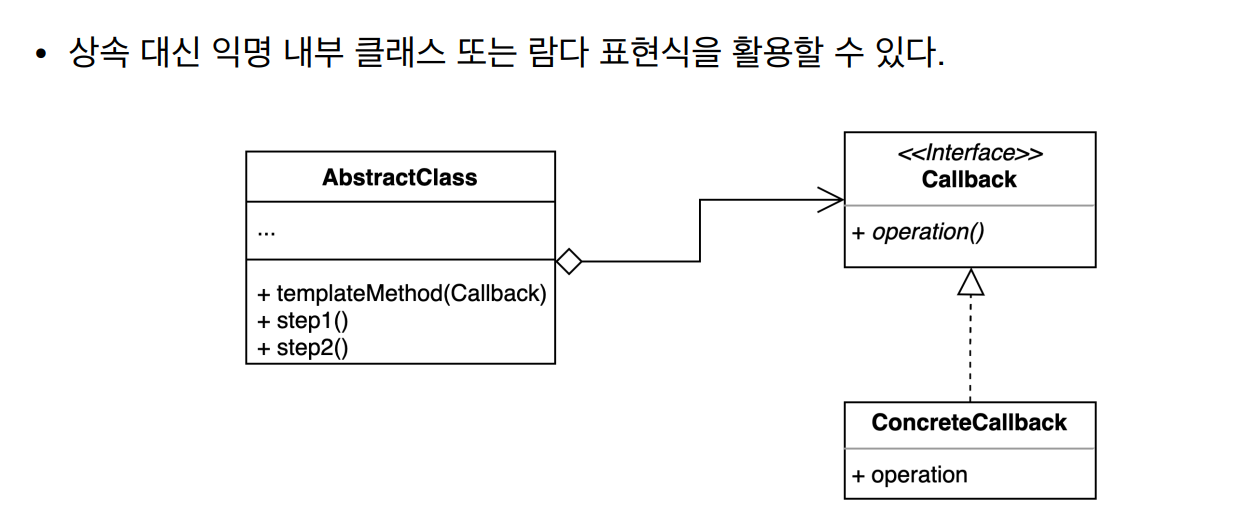 • 상속 대신 익명 내부 클래스 또는 람다 표현식을 활용할 수 있다.
AbstractClass
...
+ templateMethod(Callback)
+ step1()
+ step2()
<<Interface>>
Callback
+ operation()
ConcreteCallback
+ operation